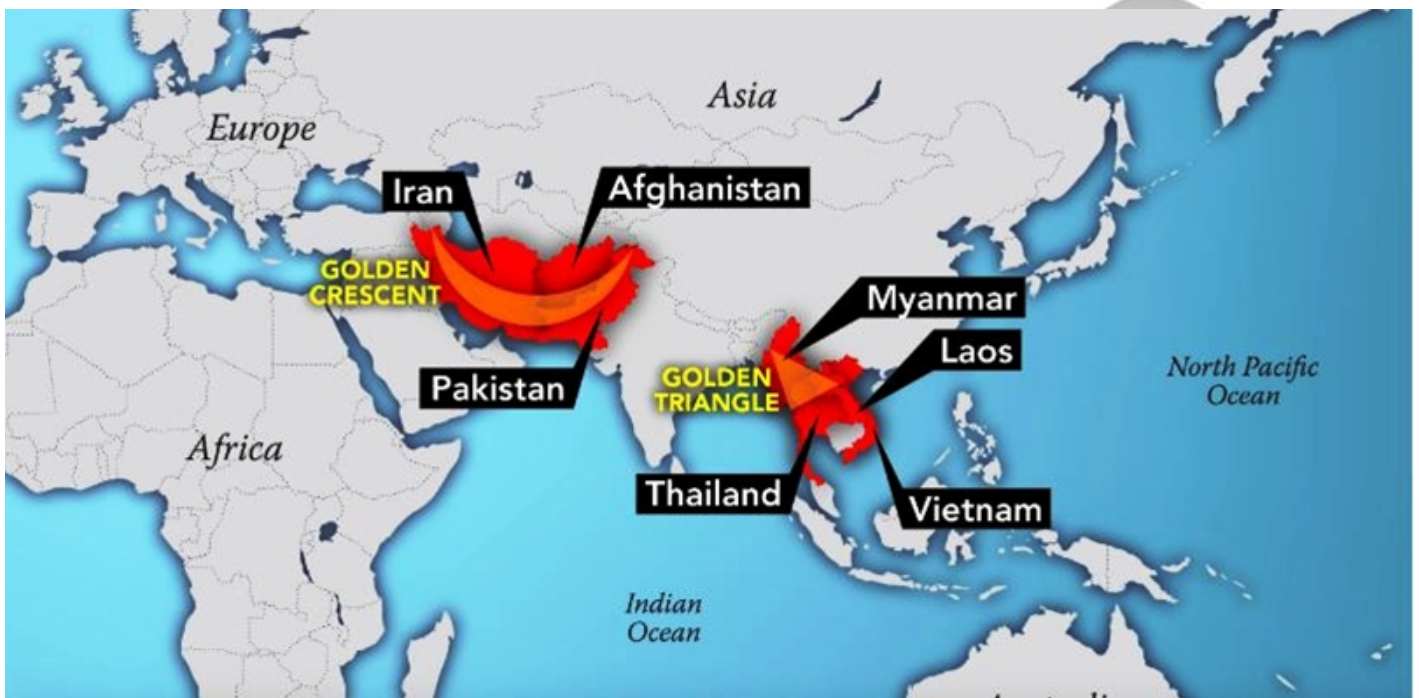 Asia
Europe
Iran
Afghanistan
GOLDEN
CRESCENT
Myanmar
Laos
Pakistan
GOLDEN
TRIANGLE
North Pacific
Ocean
Africa
Thailand
Vietnam
Indian
Ocean